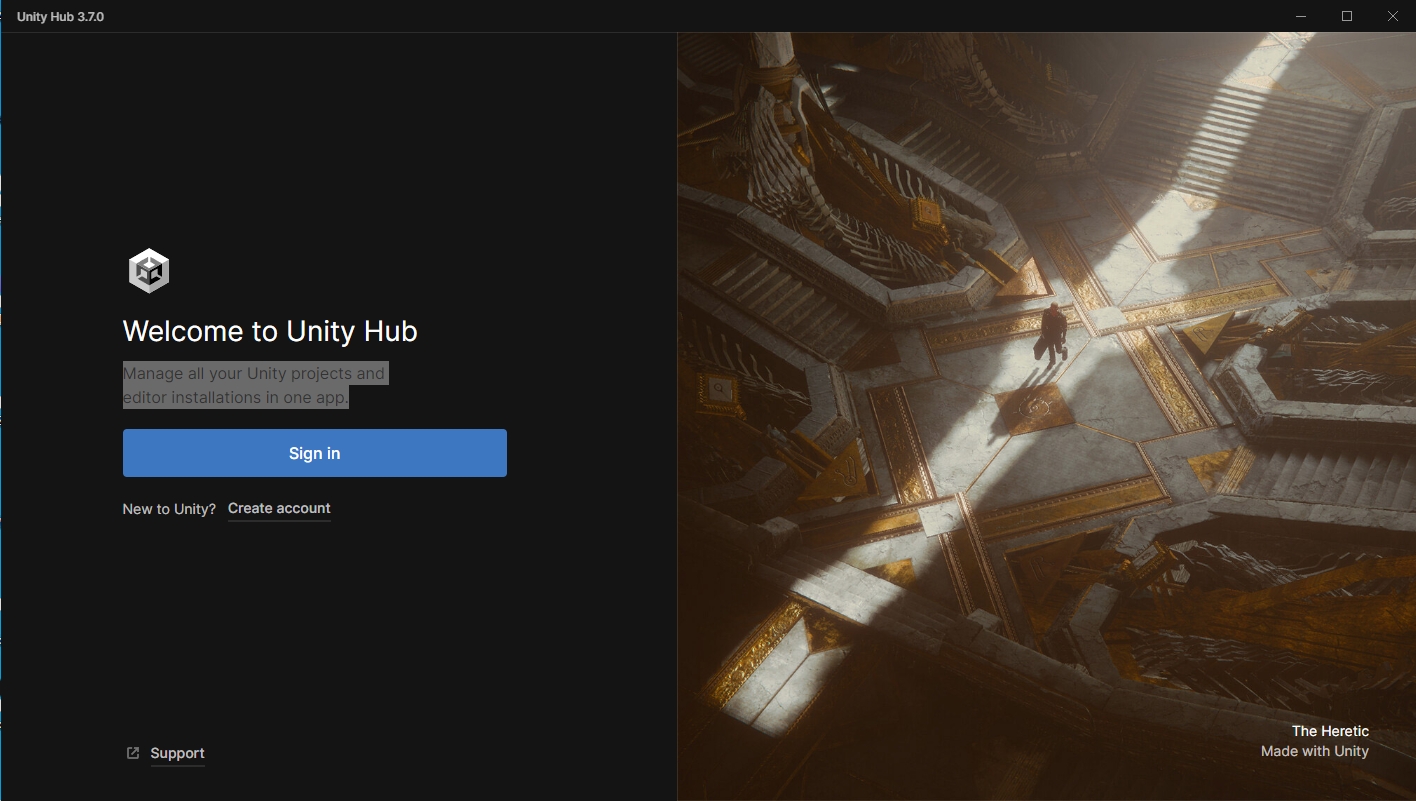 Unity Hub 3.7.0
Welcome to Unity Hub
Manage all your Unity projects and
editor installations in one app.
Sign in
New to Unity? Create account
Support
The Heretic
Made with Unity